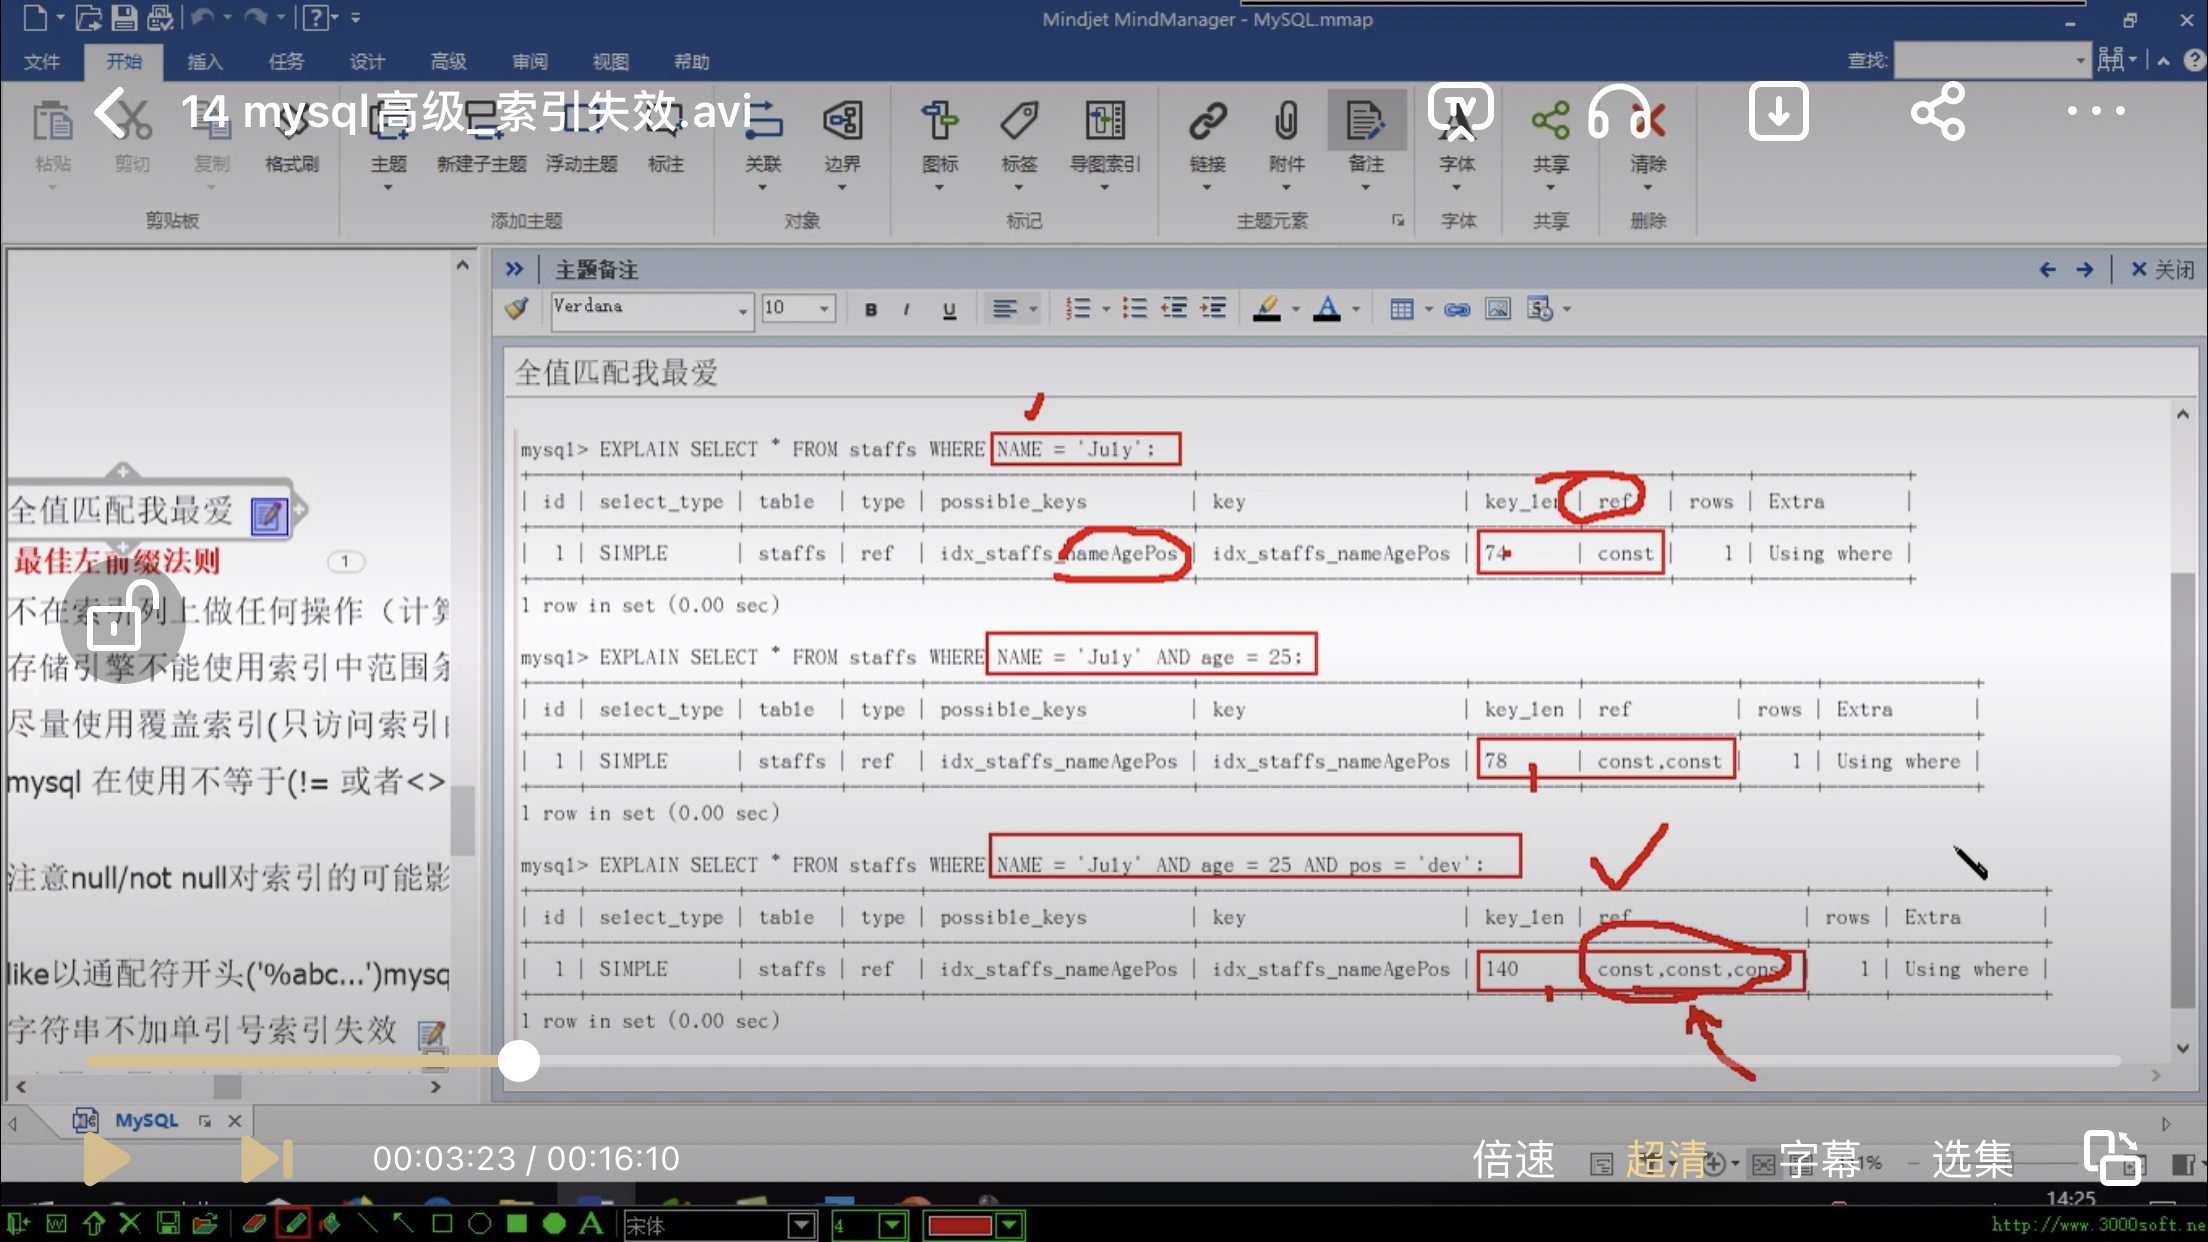 Mindjet MindManager - MySQL.mmap
文件 开始 插入 任务 设计 高级 审阅 视图 帮助 查找:
14 mysql高级_索引失效.avi
粘贴 剪切 复制 格式刷 主题 新建子主题 浮动主题 标注 关联 边界 图标 标签 导图索引 链接 附件 备注 字体 共享 清除
剪贴板 添加主题 对象 标记 主题元素 字体 共享 删除
主题备注 关闭
Verdana 10 B I U
全值匹配我最爱
最佳左前缀法则 1
不在索引列上做任何操作（计算
存储引擎不能使用索引中范围条
尽量使用覆盖索引(只访问索引的
mysql 在使用不等于(!= 或者<>
注意null/not null对索引的可能影
like以通配符开头('%abc...')mysq
字符串不加单引号索引失效
全值匹配我最爱
mysql> EXPLAIN SELECT * FROM staffs WHERE NAME = 'July';
| id | select_type | table | type | possible_keys | key | key_len | ref | rows | Extra |
| 1 | SIMPLE | staffs | ref | idx_staffs_nameAgePos | idx_staffs_nameAgePos | 74 | const | 1 | Using where |
1 row in set (0.00 sec)
mysql> EXPLAIN SELECT * FROM staffs WHERE NAME = 'July' AND age = 25;
| id | select_type | table | type | possible_keys | key | key_len | ref | rows | Extra |
| 1 | SIMPLE | staffs | ref | idx_staffs_nameAgePos | idx_staffs_nameAgePos | 78 | const,const | 1 | Using where |
1 row in set (0.00 sec)
mysql> EXPLAIN SELECT * FROM staffs WHERE NAME = 'July' AND age = 25 AND pos = 'dev';
| id | select_type | table | type | possible_keys | key | key_len | ref | rows | Extra |
| 1 | SIMPLE | staffs | ref | idx_staffs_nameAgePos | idx_staffs_nameAgePos | 140 | const,const,const | 1 | Using where |
1 row in set (0.00 sec)
MySQL
00:03:23 / 00:16:10 倍速 超清 字幕 选集
14:25
宋体 4
http://www.3000soft.ne